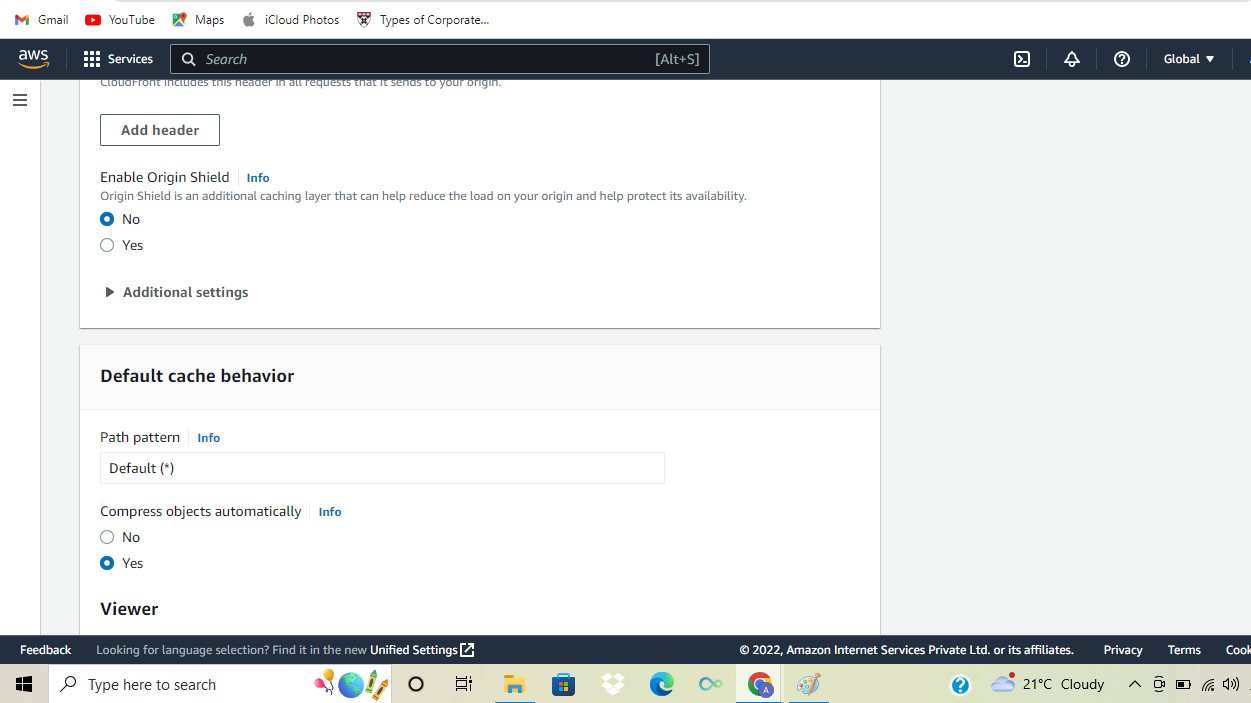 Gmail YouTube Maps iCloud Photos Types of Corporate...
aws Services Search [Alt+S] Global
CloudFront includes this header in all requests that it sends to your origin.
Add header
Enable Origin Shield Info
Origin Shield is an additional caching layer that can help reduce the load on your origin and help protect its availability.
No
Yes
Additional settings
Default cache behavior
Path pattern Info
Default (*)
Compress objects automatically Info
No
Yes
Viewer
Feedback Looking for language selection? Find it in the new Unified Settings © 2022, Amazon Internet Services Private Ltd. or its affiliates. Privacy Terms Cook
Type here to search 21°C Cloudy